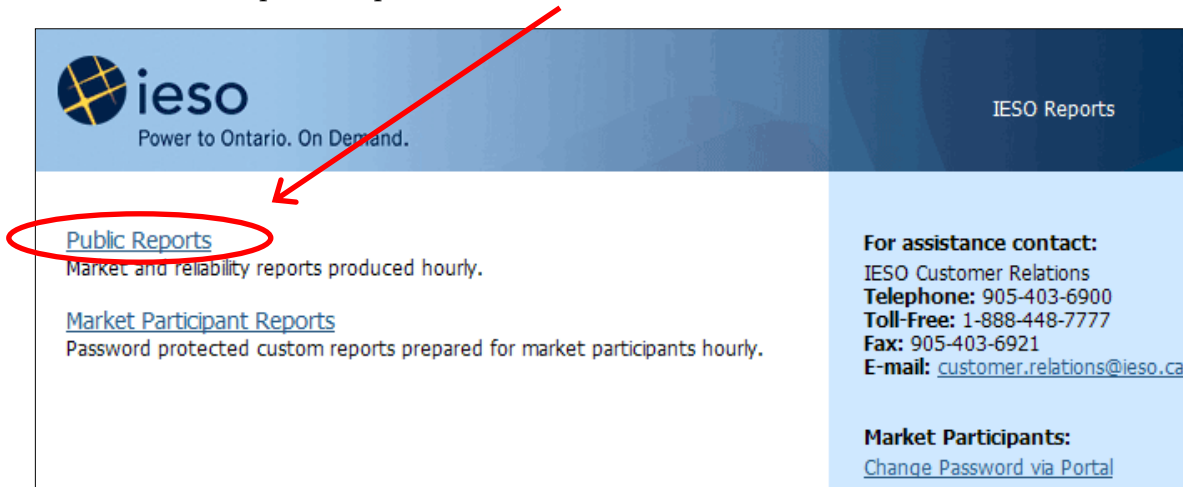 ieso
Power to Ontario. On Demand.
IESO Reports
Public Reports
Market and reliability reports produced hourly.
Market Participant Reports
Password protected custom reports prepared for market participants hourly.
For assistance contact:
IESO Customer Relations
Telephone: 905-403-6900
Toll-Free: 1-888-448-7777
Fax: 905-403-6921
E-mail: customer.relations@ieso.ca
Market Participants:
Change Password via Portal